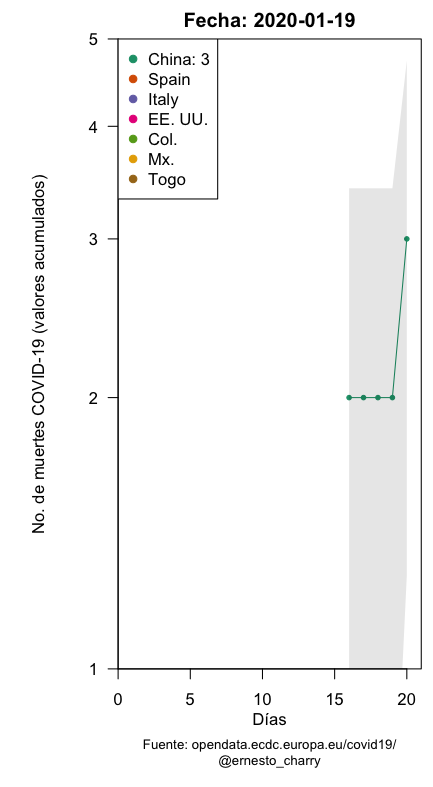 Fecha: 2020-01-19
5
4
3
2
1
No. de muertes COVID-19 (valores acumulados)
China: 3
Spain
Italy
EE. UU.
Col.
Mx.
Togo
0 5 10 15 20
Días
Fuente: opendata.ecdc.europa.eu/covid19/
@ernesto_charry